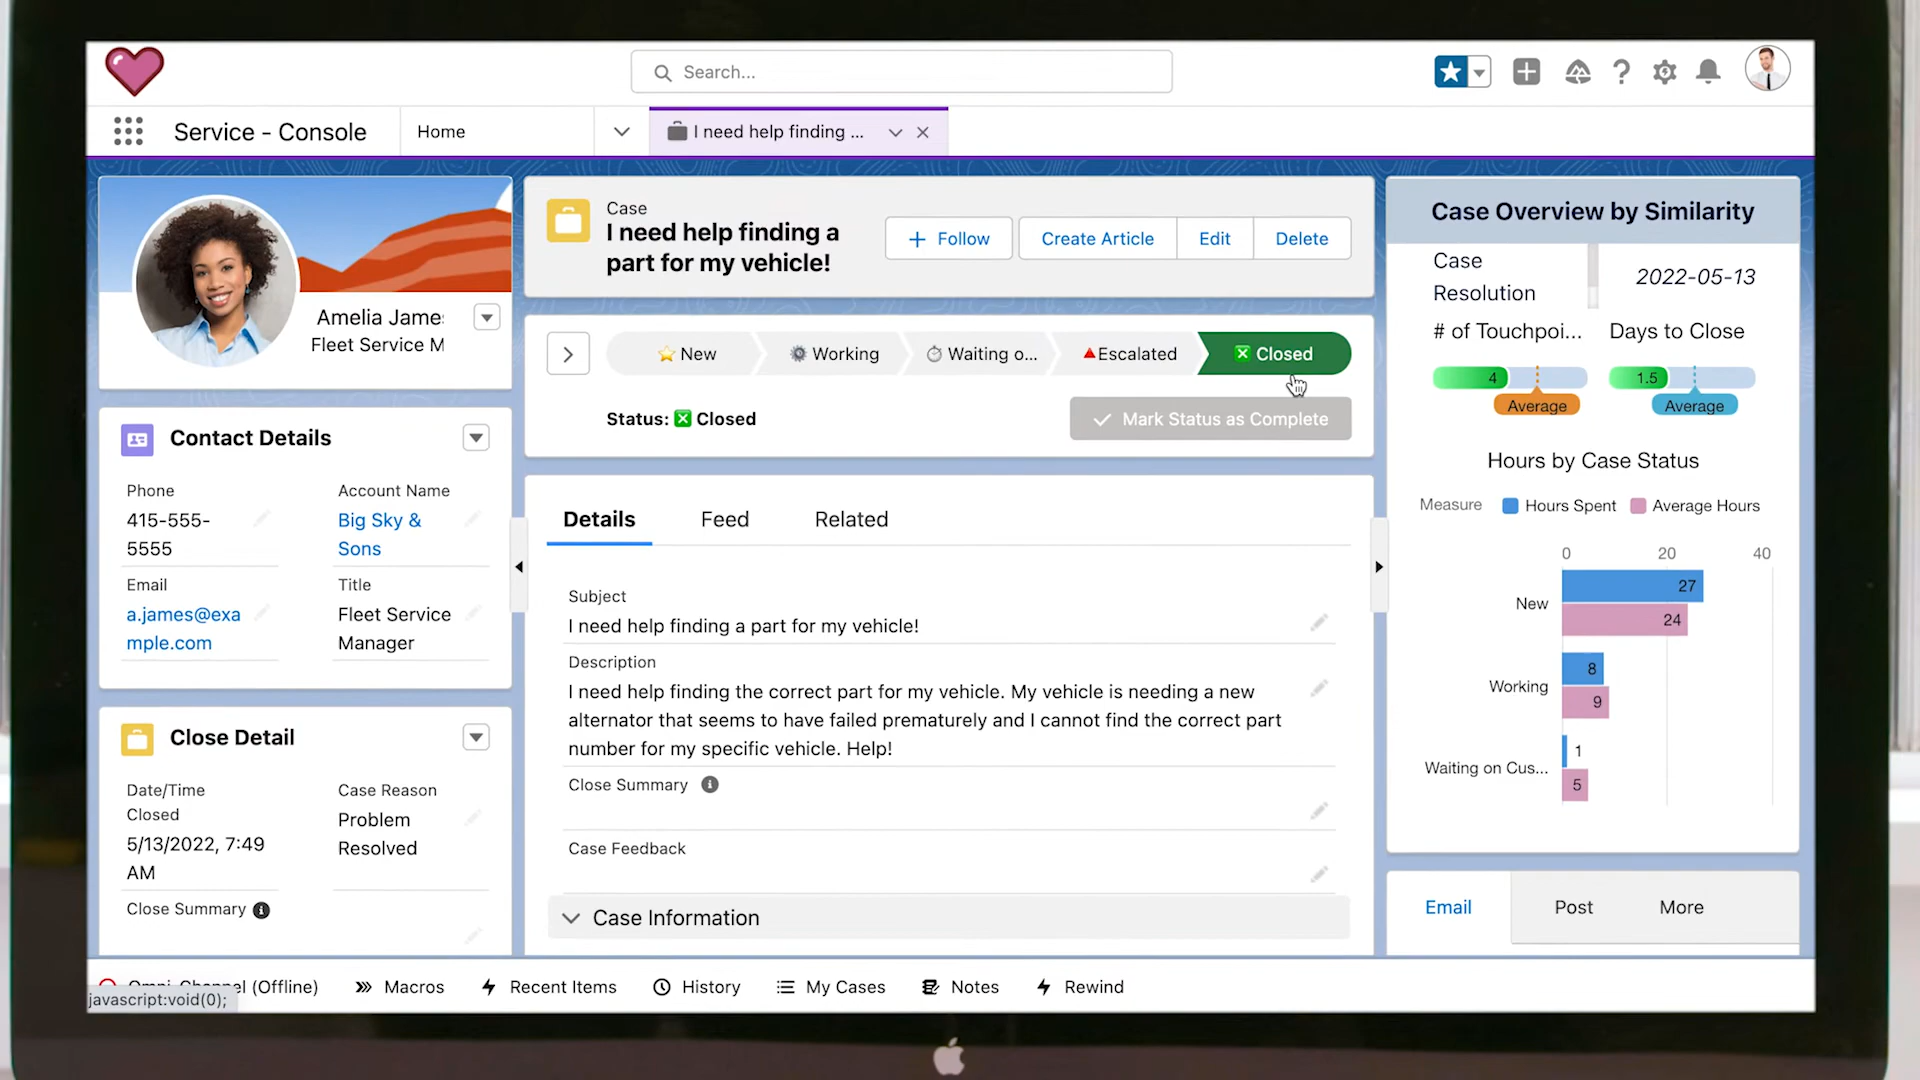 Search...
Service - Console
Home
I need help finding ...
Amelia James
Fleet Service M
Contact Details
Phone
415-555-
5555
Account Name
Big Sky &
Sons
Email
a.james@exa
mple.com
Title
Fleet Service
Manager
Close Detail
Date/Time
Closed
5/13/2022, 7:49
AM
Case Reason
Problem
Resolved
Close Summary
Case
I need help finding a
part for my vehicle!
Follow
Create Article
Edit
Delete
New
Working
Waiting o...
Escalated
Closed
Status: Closed
Mark Status as Complete
Details
Feed
Related
Subject
I need help finding a part for my vehicle!
Description
I need help finding the correct part for my vehicle. My vehicle is needing a new
alternator that seems to have failed prematurely and I cannot find the correct part
number for my specific vehicle. Help!
Close Summary
Case Feedback
Case Information
Case Overview by Similarity
Case
Resolution
2022-05-13
# of Touchpoi...
Days to Close
4
1.5
Average
Average
Hours by Case Status
Measure
Hours Spent
Average Hours
0 20 40
New
27
24
Working
8
9
Waiting on Cus...
1
5
Email
Post
More
Omni-Channel (Offline)
Macros
Recent Items
History
My Cases
Notes
Rewind
javascript:void(0);